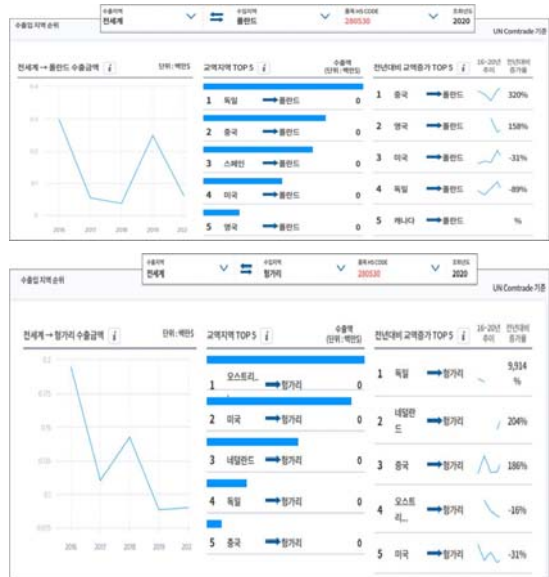 수출지역 수입지역 품목 HS CODE 조회년도
전세계 폴란드 280530 2020
수출입 지역 순위
UN Comtrade 기준
전세계 → 폴란드 수출금액 i 단위 : 백만$
교역지역 TOP 5 i 수출액 (단위 : 백만$)
전년대비 교역증가 TOP 5 i 16~20년 추이 전년대비 증가율
1 독일 폴란드 0
2 중국 폴란드 0
3 스페인 폴란드 0
4 미국 폴란드 0
5 영국 폴란드 0
1 중국 폴란드 320%
2 영국 폴란드 158%
3 미국 폴란드 -31%
4 독일 폴란드 -89%
5 캐나다 폴란드 %
2016 2017 2018 2019 202
수출지역 수입지역 품목 HS CODE 조회년도
전세계 헝가리 280530 2020
수출입 지역 순위
UN Comtrade 기준
전세계 → 헝가리 수출금액 i 단위 : 백만$
교역지역 TOP 5 i 수출액 (단위 : 백만$)
전년대비 교역증가 TOP 5 i 16~20년 추이 전년대비 증가율
1 오스트리... 헝가리 0
2 미국 헝가리 0
3 네덜란드 헝가리 0
4 독일 헝가리 0
5 중국 헝가리 0
1 독일 헝가리 9,914 %
2 네덜란드 헝가리 204%
3 중국 헝가리 186%
4 오스트리... 헝가리 -16%
5 미국 헝가리 -31%
0.2
0.175
0.15
0.125
0.1
0.075
2016 2017 2018 2019 202